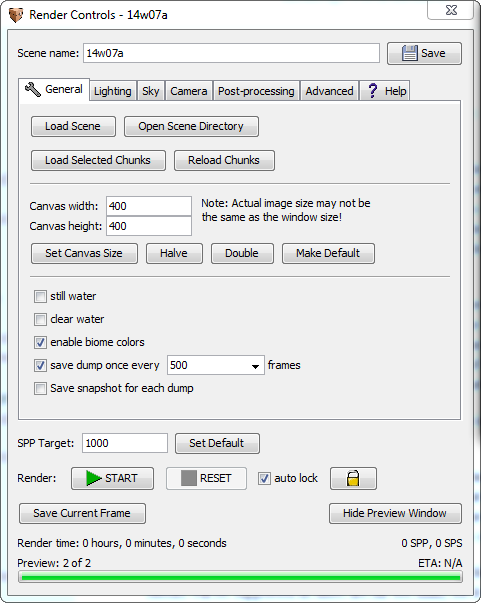 Render Controls - 14w07a
Scene name: 14w07a Save
General Lighting Sky Camera Post-processing Advanced ? Help
Load Scene Open Scene Directory
Load Selected Chunks Reload Chunks
Canvas width: 400 Note: Actual image size may not be
Canvas height: 400 the same as the window size!
Set Canvas Size Halve Double Make Default
still water
clear water
enable biome colors
save dump once every 500 frames
Save snapshot for each dump
SPP Target: 1000 Set Default
Render: START RESET auto lock
Save Current Frame Hide Preview Window
Render time: 0 hours, 0 minutes, 0 seconds 0 SPP, 0 SPS
Preview: 2 of 2 ETA: N/A